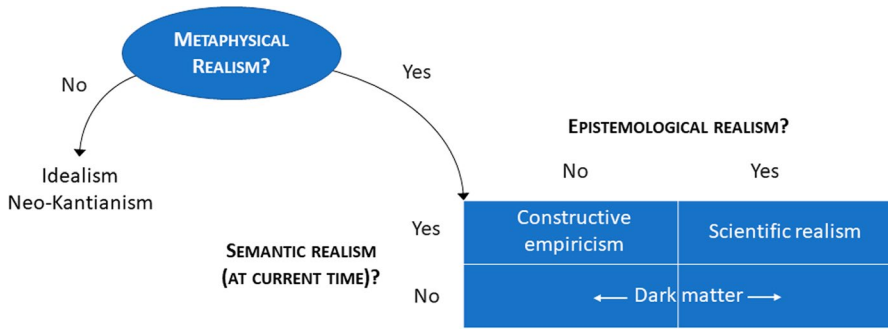 METAPHYSICAL
REALISM?
No
Yes
Idealism
Neo-Kantianism
EPISTEMOLOGICAL REALISM?
No
Yes
SEMANTIC REALISM
(AT CURRENT TIME)?
Yes
Constructive
empiricism
Scientific realism
No
Dark matter